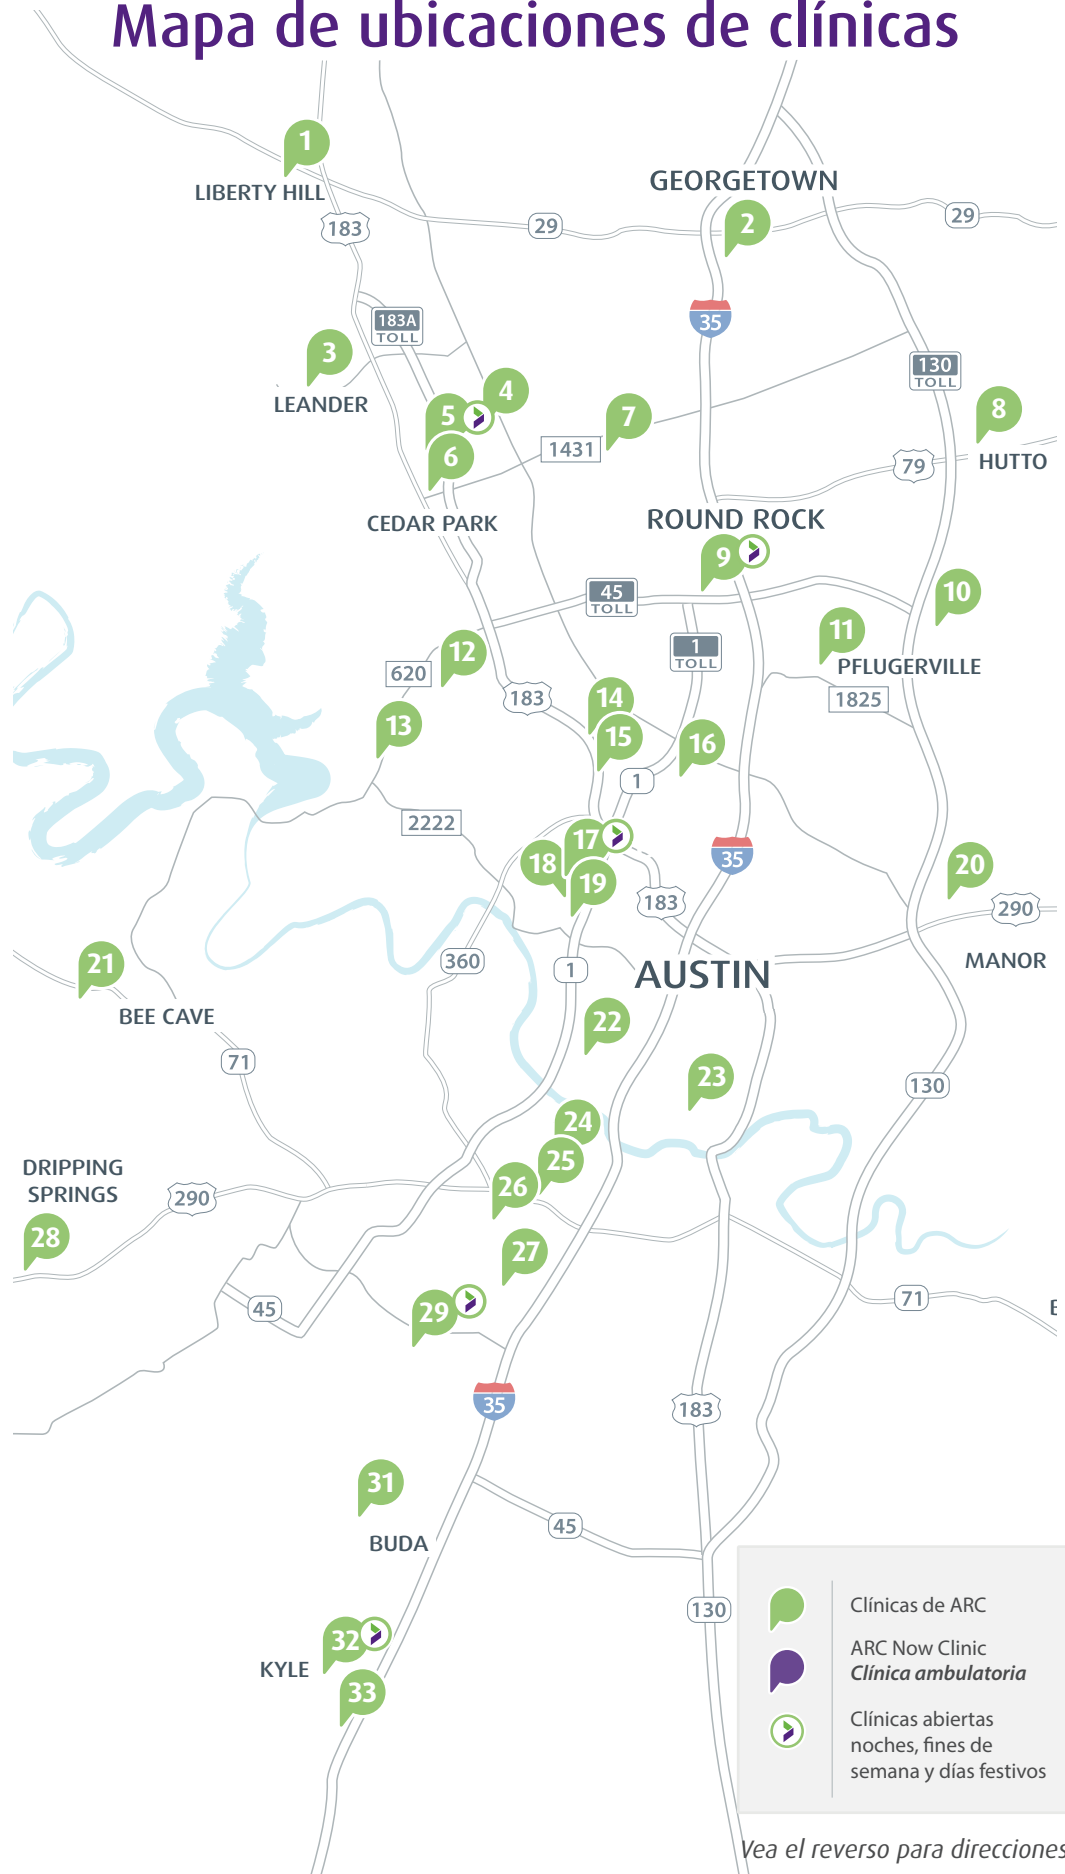 Mapa de ubicaciones de clínicas
1
LIBERTY HILL
GEORGETOWN
2
183
29
29
183A
TOLL
35
3
LEANDER
4
5
6
7
1431
130
TOLL
8
HUTTO
79
CEDAR PARK
ROUND ROCK
9
45
TOLL
10
11
PFLUGERVILLE
1
TOLL
12
620
183
1825
13
14
15
16
1
2222
17
18
19
35
183
20
290
MANOR
21
BEE CAVE
360
1
AUSTIN
22
71
23
130
24
25
26
DRIPPING
SPRINGS
290
28
27
29
45
71
E
35
183
31
BUDA
45
130
32
KYLE
33
Clínicas de ARC
ARC Now Clinic
Clínica ambulatoria
Clínicas abiertas
noches, fines de
semana y días festivos
Vea el reverso para direcciones